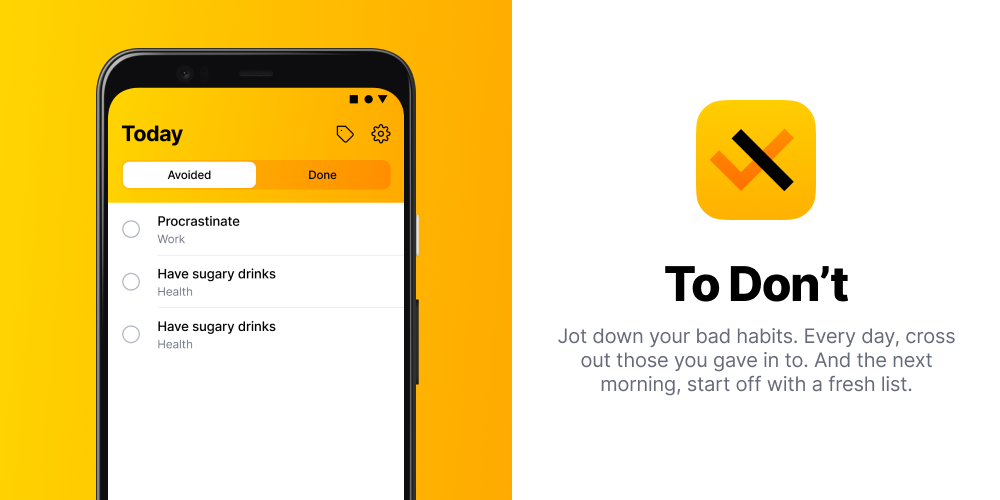 Today
Avoided
Done
Procrastinate
Work
Have sugary drinks
Health
Have sugary drinks
Health
To Don’t
Jot down your bad habits. Every day, cross
out those you gave in to. And the next
morning, start off with a fresh list.